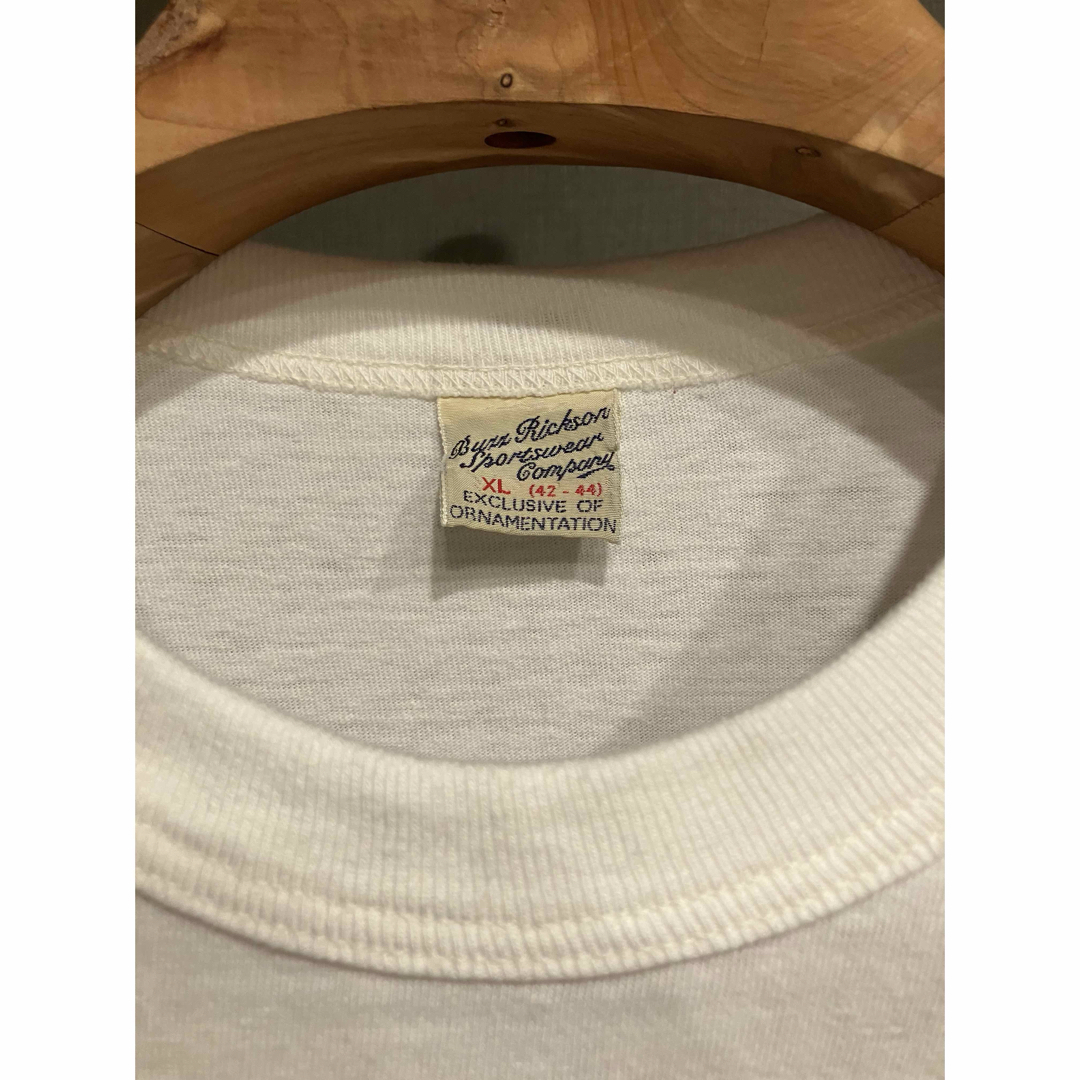 Buzz Rickson
Sportswear
Company
XL (42 - 44)
EXCLUSIVE OF
ORNAMENTATION